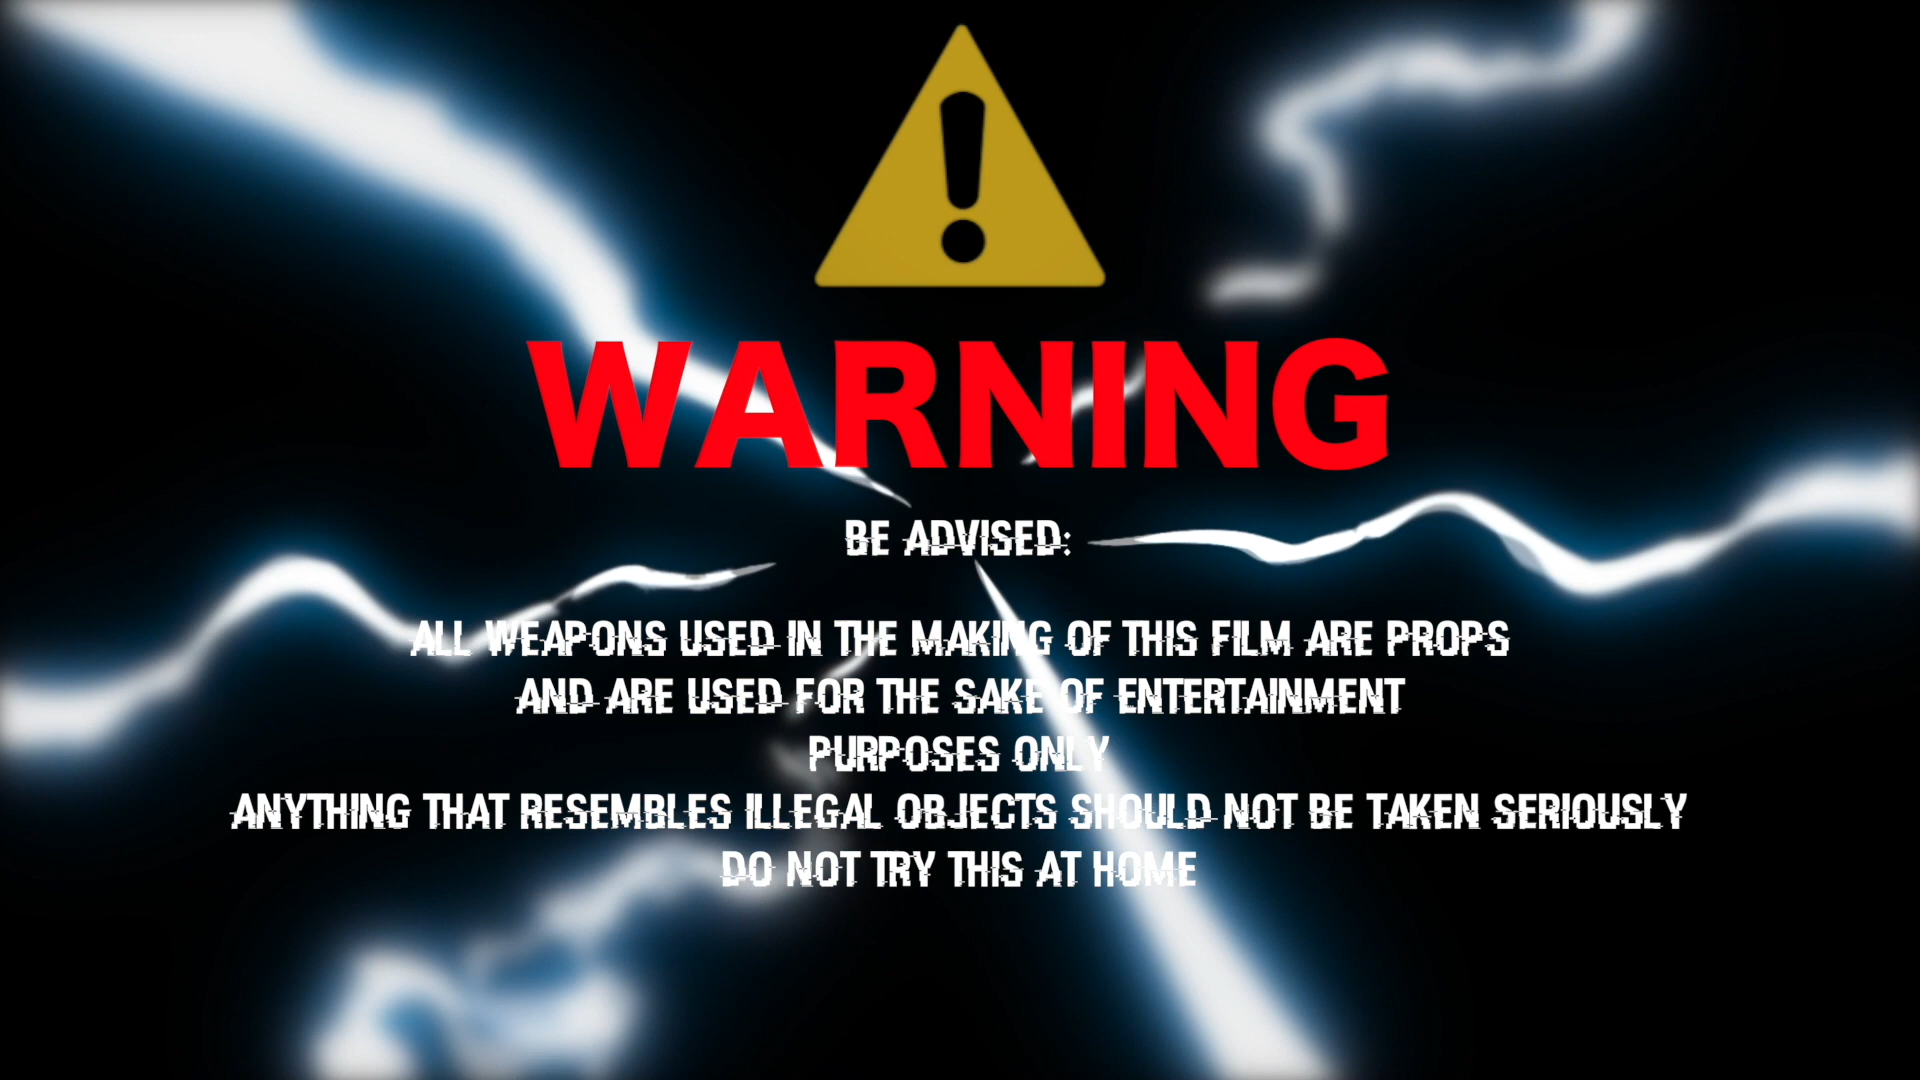 WARNING
BE ADVISED:
ALL WEAPONS USED IN THE MAKING OF THIS FILM ARE PROPS
AND ARE USED FOR THE SAKE OF ENTERTAINMENT
PURPOSES ONLY
ANYTHING THAT RESEMBLES ILLEGAL OBJECTS SHOULD NOT BE TAKEN SERIOUSLY
DO NOT TRY THIS AT HOME